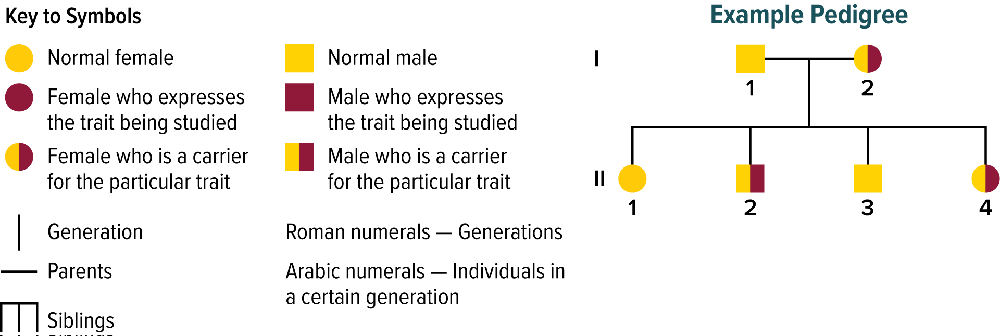 Key to Symbols
Normal female
Female who expresses
the trait being studied
Female who is a carrier
for the particular trait
Generation
Parents
Siblings
Normal male
Male who expresses
the trait being studied
Male who is a carrier
for the particular trait
Roman numerals — Generations
Arabic numerals — Individuals in
a certain generation
Example Pedigree
I
1 2
II
1 2 3 4